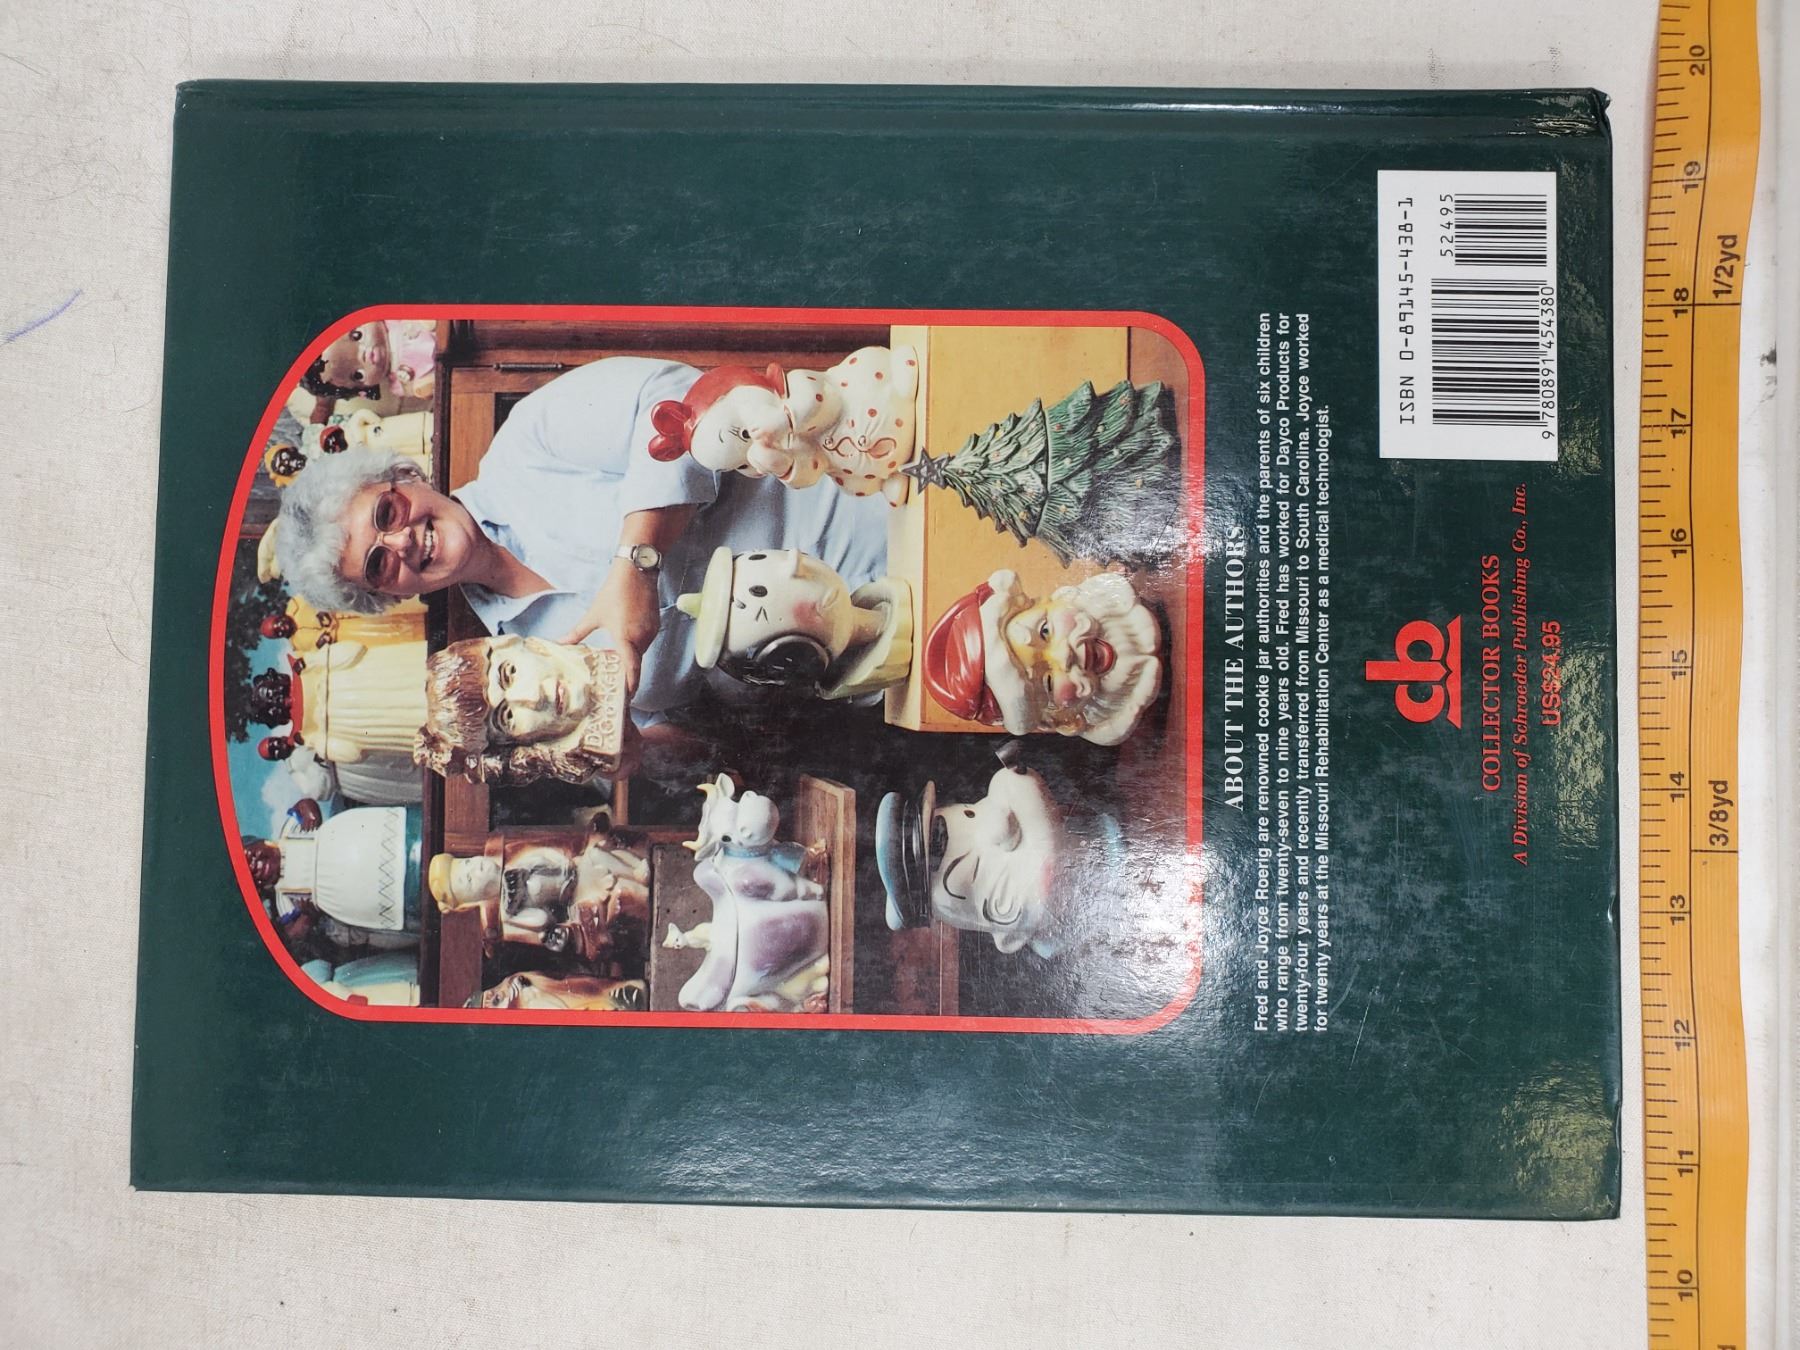 DAVY
CROCKETT
ABOUT THE AUTHORS
Fred and Joyce Roerig are renowned cookie jar authorities and the parents of six children
who range from twenty-seven to nine years old. Fred has worked for Dayco Products for
twenty-four years and recently transferred from Missouri to South Carolina. Joyce worked
for twenty years at the Missouri Rehabilitation Center as a medical technologist.
cb
COLLECTOR BOOKS
A Division of Schroeder Publishing Co., Inc.
US$24.95
ISBN 0-89145-438-1
52495
9 780891 454380
20
19
18
17
16
15
14
13
12
11
10
1/2yd
3/8yd